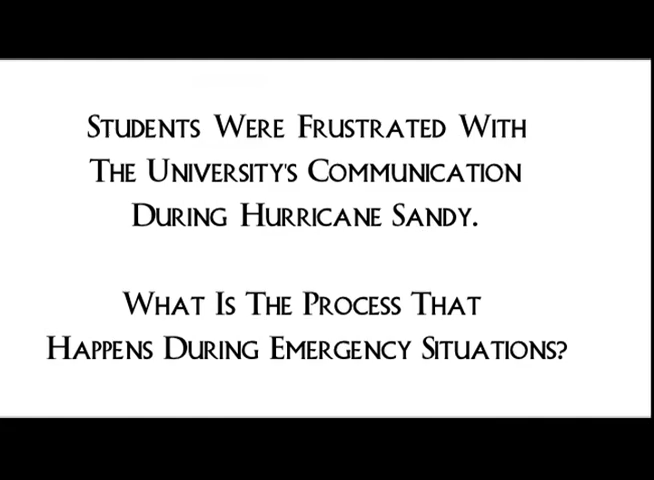 Students Were Frustrated With
The University's Communication
During Hurricane Sandy.
What Is The Process That
Happens During Emergency Situations?